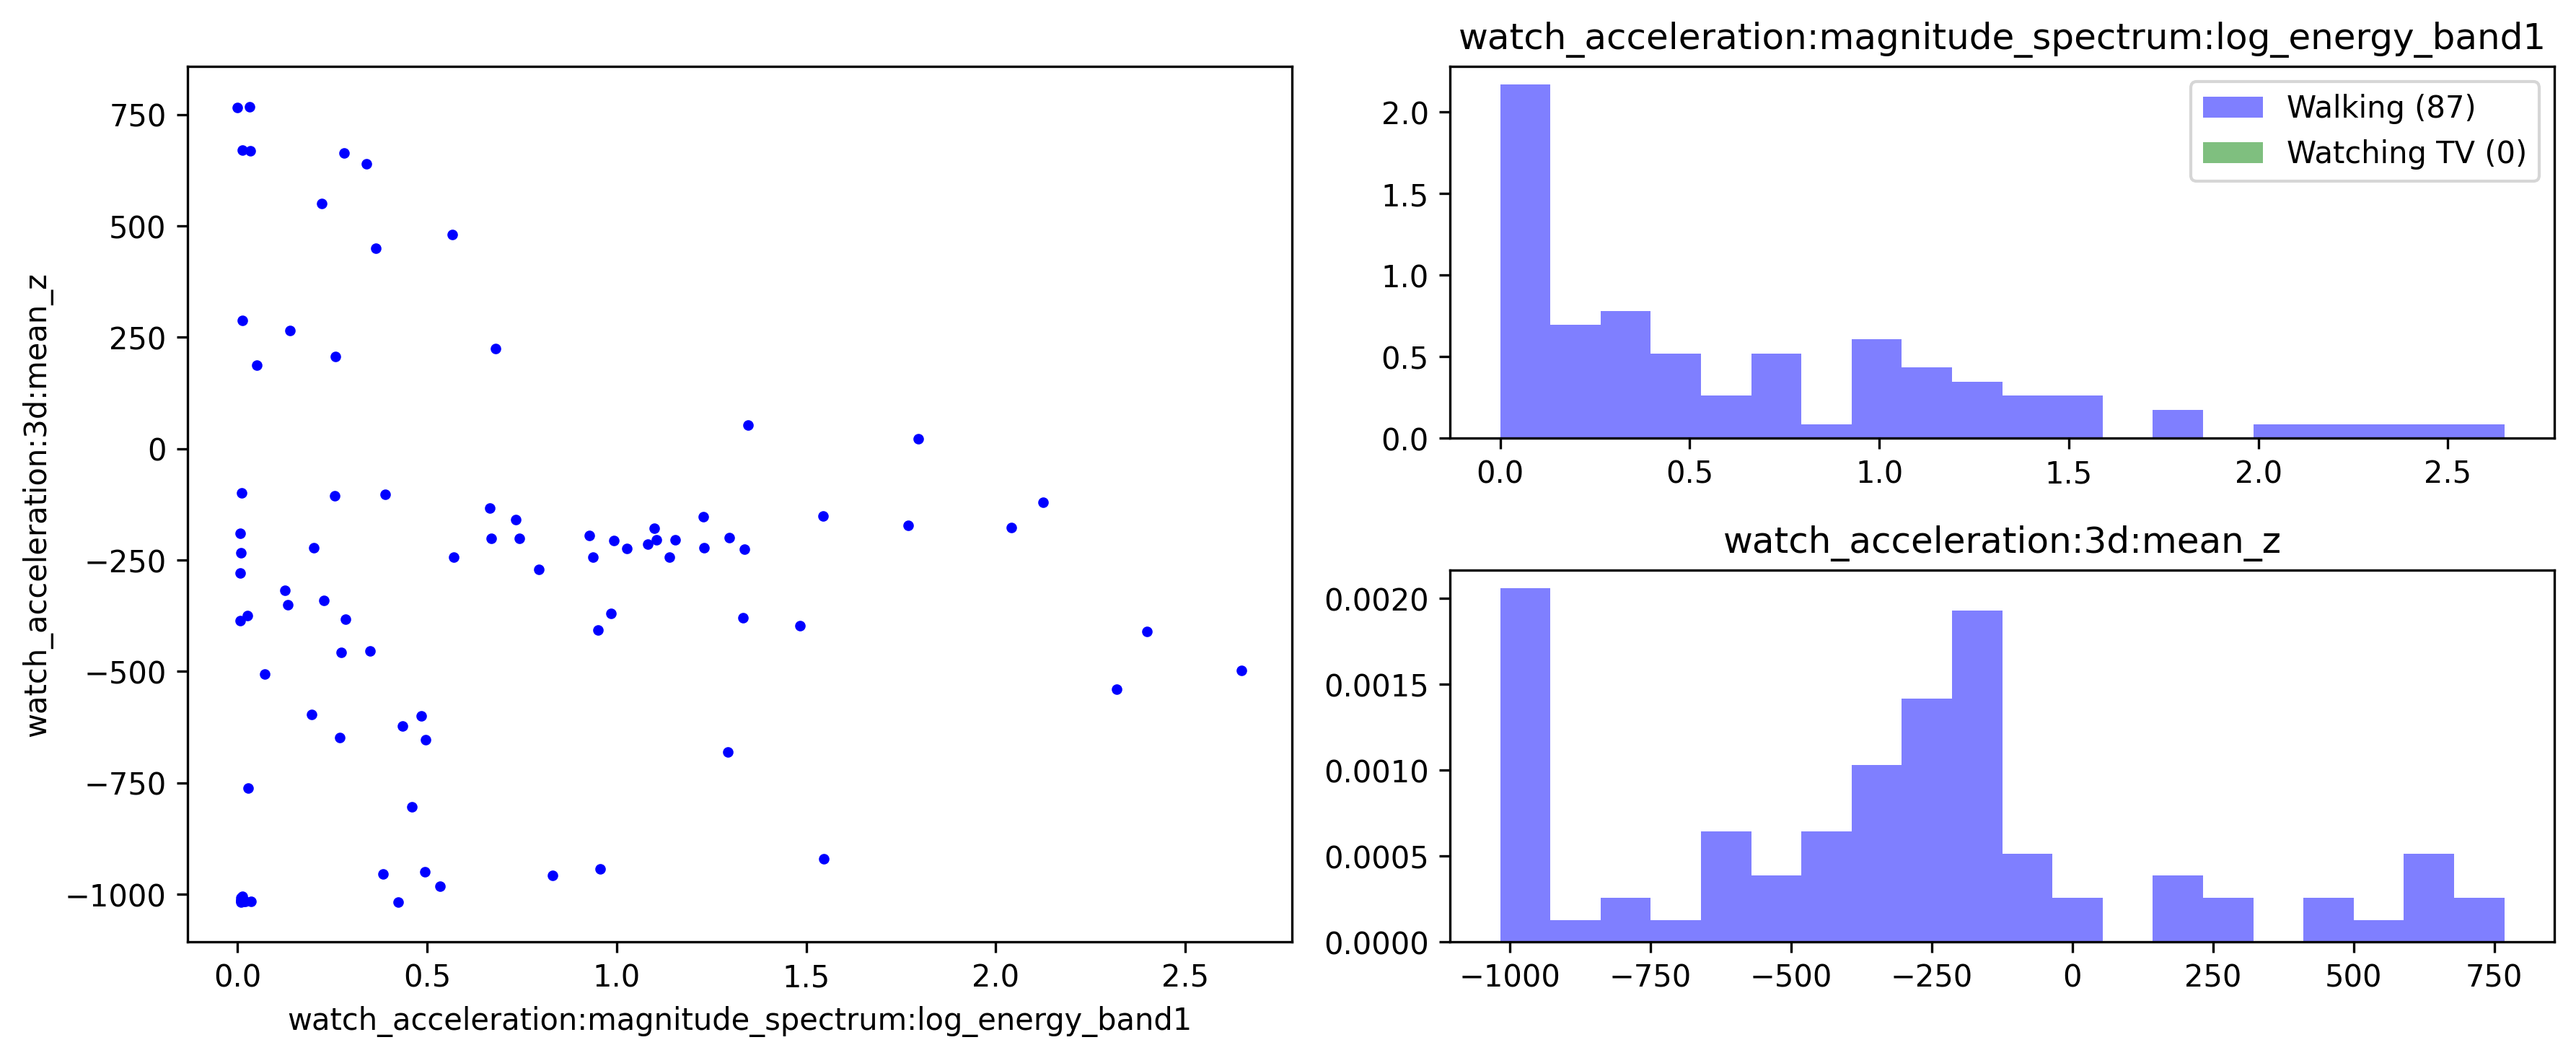 750
500
250
0
−250
−500
−750
−1000
watch_acceleration:3d:mean_z
0.0 0.5 1.0 1.5 2.0 2.5
watch_acceleration:magnitude_spectrum:log_energy_band1
watch_acceleration:magnitude_spectrum:log_energy_band1
2.0
1.5
1.0
0.5
0.0
Walking (87)
Watching TV (0)
0.0 0.5 1.0 1.5 2.0 2.5
watch_acceleration:3d:mean_z
0.0020
0.0015
0.0010
0.0005
0.0000
−1000 −750 −500 −250 0 250 500 750